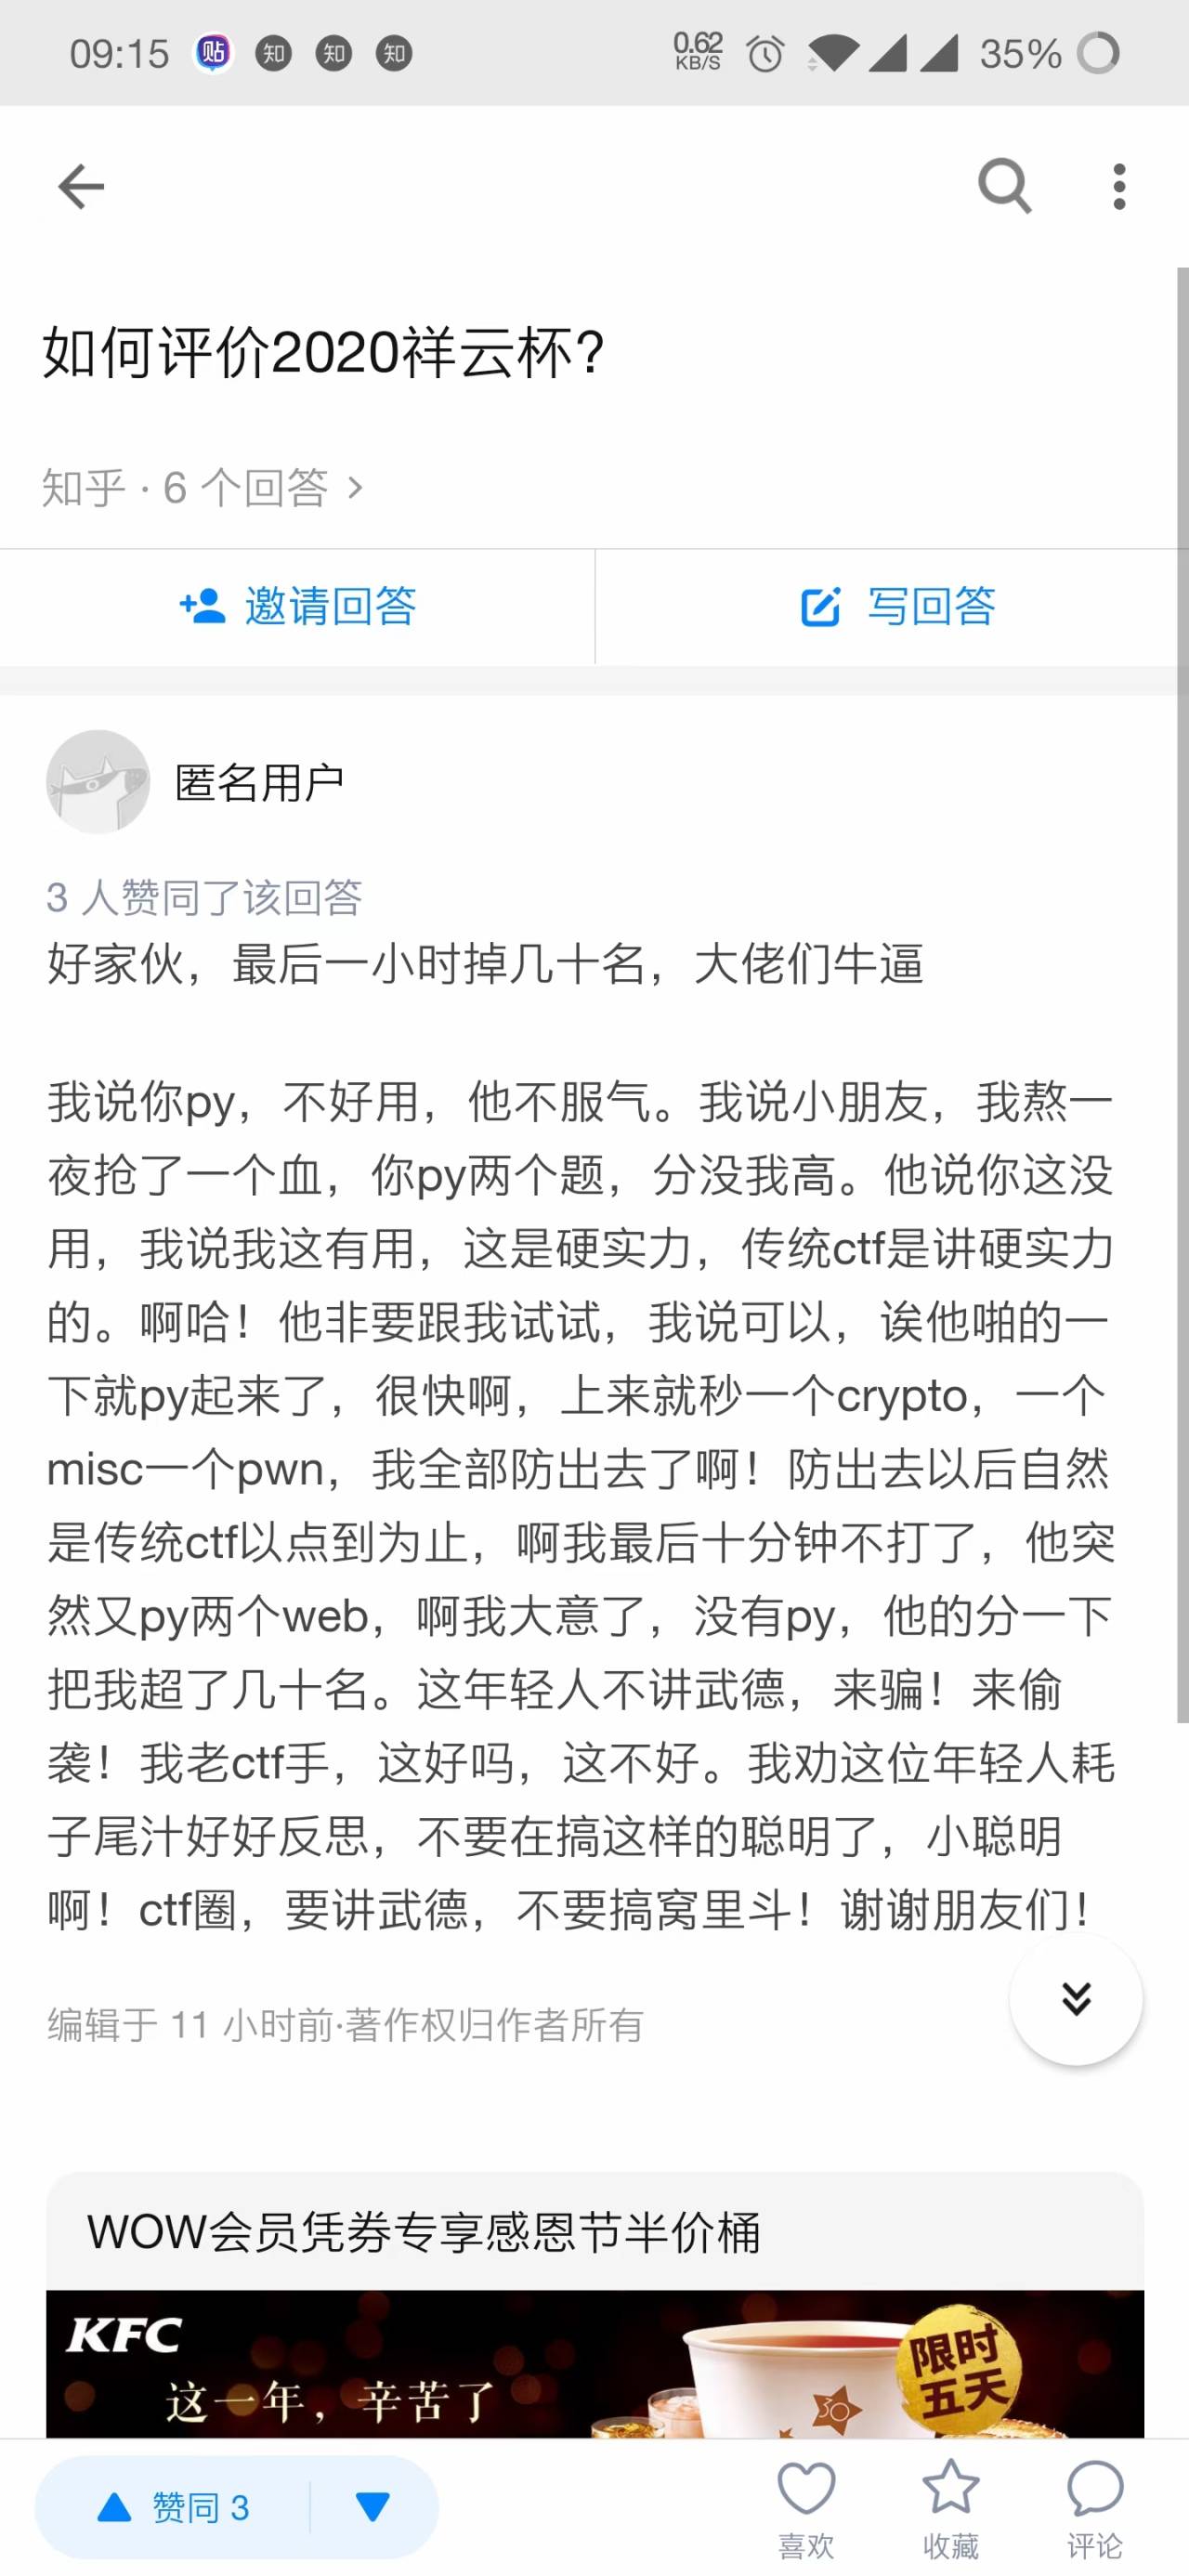 09:15 贴 知 知 知 0.62 KB/S 35%
如何评价2020祥云杯?
知乎 · 6 个回答 >
邀请回答 写回答
匿名用户
3 人赞同了该回答
好家伙，最后一小时掉几十名，大佬们牛逼
我说你py，不好用，他不服气。我说小朋友，我熬一
夜抢了一个血，你py两个题，分没我高。他说你这没
用，我说我这有用，这是硬实力，传统ctf是讲硬实力
的。啊哈！他非要跟我试试，我说可以，诶他啪的一
下就py起来了，很快啊，上来就秒一个crypto，一个
misc一个pwn，我全部防出去了啊！防出去以后自然
是传统ctf以点到为止，啊我最后十分钟不打了，他突
然又py两个web，啊我大意了，没有py，他的分一下
把我超了几十名。这年轻人不讲武德，来骗！来偷
袭！我老ctf手，这好吗，这不好。我劝这位年轻人耗
子尾汁好好反思，不要在搞这样的聪明了，小聪明
啊！ctf圈，要讲武德，不要搞窝里斗！谢谢朋友们！
编辑于 11 小时前·著作权归作者所有
WOW会员凭券专享感恩节半价桶
KFC
这一年，辛苦了
限时
五天
30
赞同 3
喜欢 收藏 评论